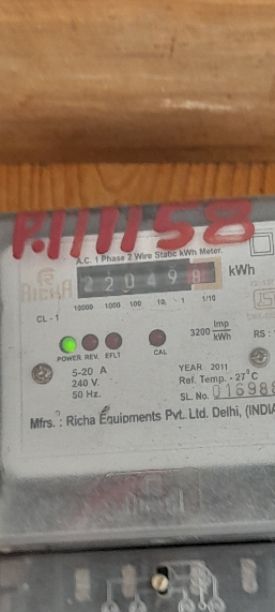 P.111158
A.C. 1 Phase 2 Wire Static kWh Meter.
RICHA
220498 kWh
10000 1000 100 10 1 1/10
CL - 1
3200 Imp/kWh
RS :
POWER REV. EFLT CAL
5-20 A
240 V.
50 Hz.
YEAR 2011
Ref. Temp. - 27°C
SL. No. 016988
Mfrs. : Richa Equipments Pvt. Ltd. Delhi, (INDIA